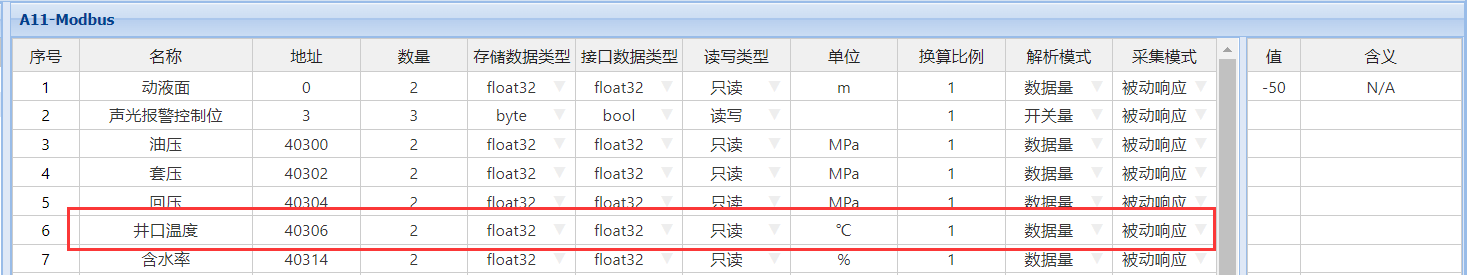 A11-Modbus
序号 名称 地址 数量 存储数据类型 接口数据类型 读写类型 单位 换算比例 解析模式 采集模式 值 含义
1 动液面 0 2 float32 float32 只读 m 1 数据量 被动响应 -50 N/A
2 声光报警控制位 3 3 byte bool 读写 1 开关量 被动响应
3 油压 40300 2 float32 float32 只读 MPa 1 数据量 被动响应
4 套压 40302 2 float32 float32 只读 MPa 1 数据量 被动响应
5 回压 40304 2 float32 float32 只读 MPa 1 数据量 被动响应
6 井口温度 40306 2 float32 float32 只读 ℃ 1 数据量 被动响应
7 含水率 40314 2 float32 float32 只读 % 1 数据量 被动响应